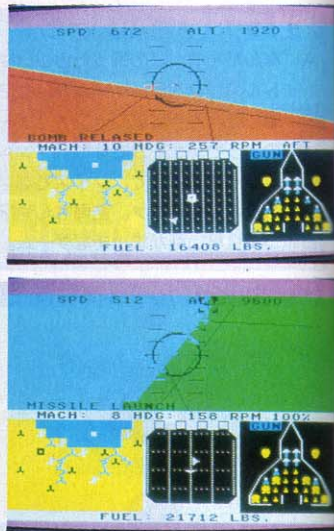 SPD: 672 ALT: 1920
BOMB RELASED
MACH: 10 HDG: 257 RPM AFT
GUN
FUEL: 16408 LBS.
SPD 512 9600
MISSILE LAUNCH
MACH: 8 HDG: 158 RPM 100%
GUN
FUEL: 21712 LBS.